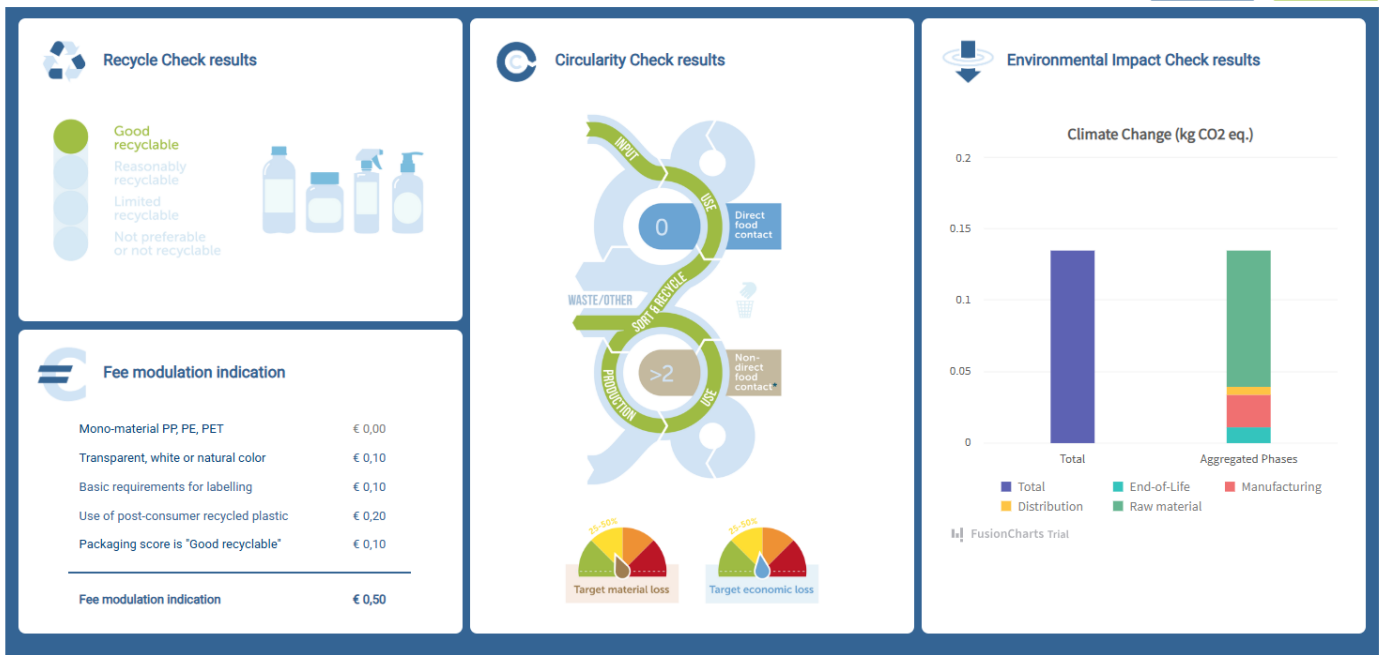 Recycle Check results
Good
recyclable
Reasonably
recyclable
Limited
recyclable
Not preferable
or not recyclable
Fee modulation indication
Mono-material PP, PE, PET € 0,00
Transparent, white or natural color € 0,10
Basic requirements for labelling € 0,10
Use of post-consumer recycled plastic € 0,20
Packaging score is "Good recyclable" € 0,10
Fee modulation indication € 0,50
C
Circularity Check results
INPUT
USE
0
Direct
food
contact
WASTE/OTHER
SORT & RECYCLE
PRODUCTION
>2
USE
Non-
direct
food
contact*
25-50%
Target material loss
25-50%
Target economic loss
Environmental Impact Check results
Climate Change (kg CO2 eq.)
0.2
0.15
0.1
0.05
0
Total Aggregated Phases
Total End-of-Life Manufacturing
Distribution Raw material
FusionCharts Trial